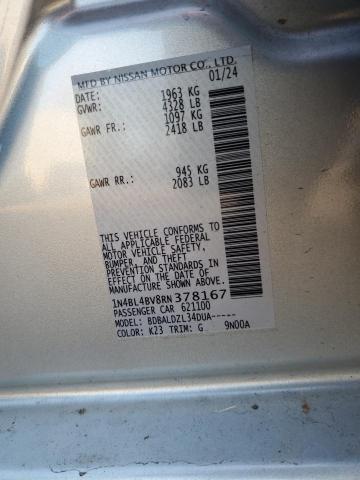 MFD BY NISSAN MOTOR CO., LTD.
DATE: 01/24
GVWR: 1963 KG
4328 LB
GAWR FR.: 1097 KG
2418 LB
GAWR RR.: 945 KG
2083 LB
THIS VEHICLE CONFORMS TO
ALL APPLICABLE FEDERAL
MOTOR VEHICLE SAFETY,
BUMPER, AND THEFT
PREVENTION STANDARDS IN
EFFECT ON THE DATE OF
MANUFACTURE SHOWN ABOVE.
1N4BL4BV8RN378167
PASSENGER CAR 621100
MODEL: BDBALDZL34DUA-----
COLOR: K23 TRIM: G 9N00A